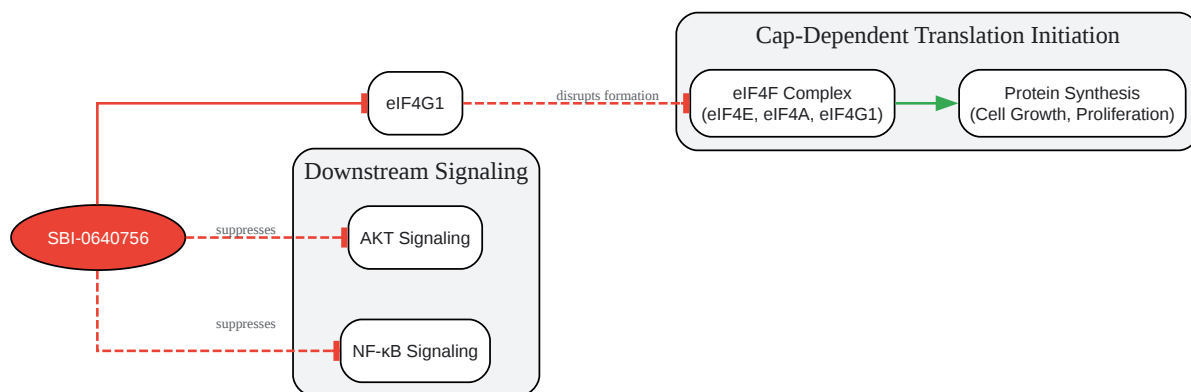 Cap-Dependent Translation Initiation
eIF4G1
disrupts formation
eIF4F Complex
(eIF4E, eIF4A, eIF4G1)
Protein Synthesis
(Cell Growth, Proliferation)
Downstream Signaling
SBI-0640756
suppresses
AKT Signaling
suppresses
NF-κB Signaling